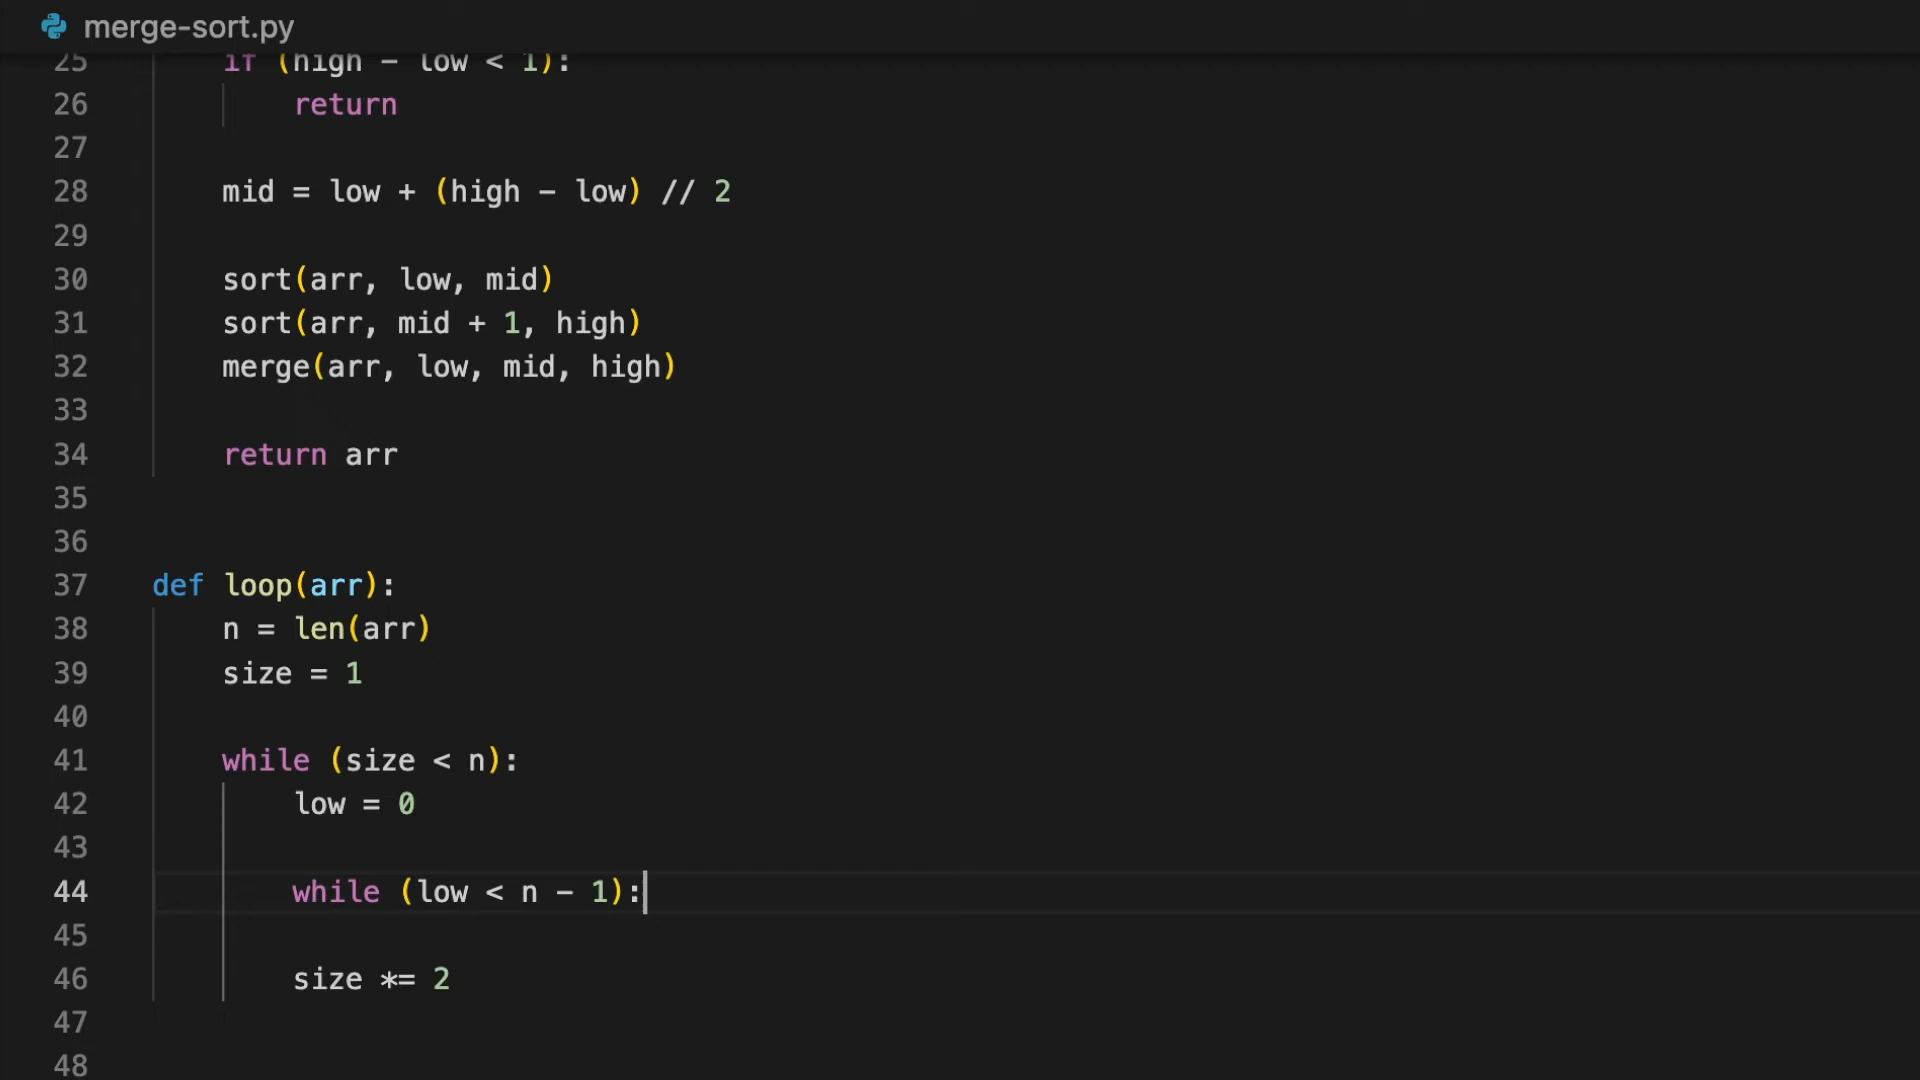 merge-sort.py
25 if (high - low < 1):
26 return
27
28 mid = low + (high - low) // 2
29
30 sort(arr, low, mid)
31 sort(arr, mid + 1, high)
32 merge(arr, low, mid, high)
33
34 return arr
35
36
37 def loop(arr):
38 n = len(arr)
39 size = 1
40
41 while (size < n):
42 low = 0
43
44 while (low < n - 1):
45
46 size *= 2
47
48